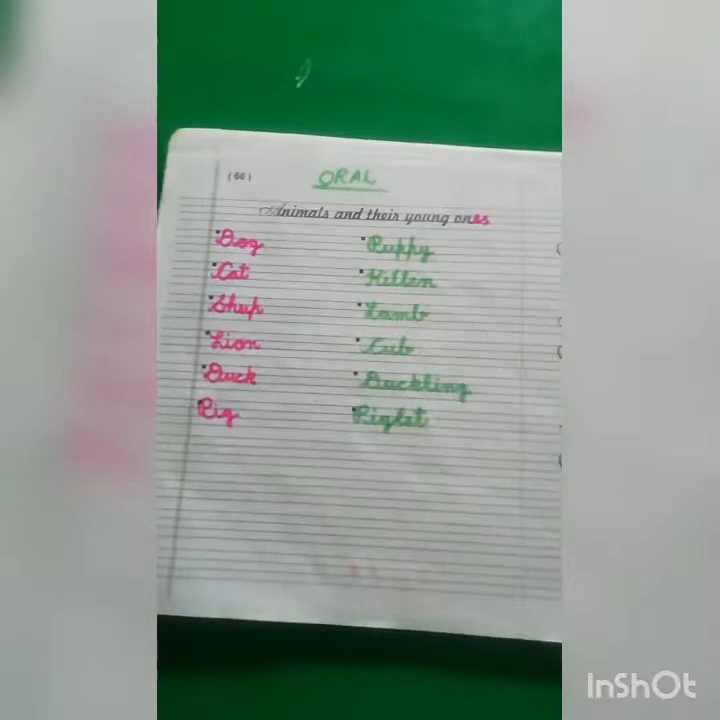 (66)
ORAL
Animals and their young ones
Dog Puppy
Cat Kitten
Sheep Lamb
Lion Cub
Duck Duckling
Pig Piglet
InShOt